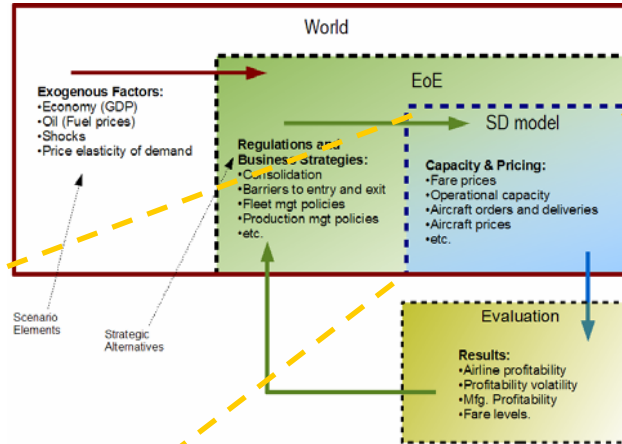 World
EoE
SD model
Exogenous Factors:
•Economy (GDP)
•Oil (Fuel prices)
•Shocks
•Price elasticity of demand
Regulations and
Business Strategies:
•Consolidation
•Barriers to entry and exit
•Fleet mgt policies
•Production mgt policies
•etc.
Capacity & Pricing:
•Fare prices
•Operational capacity
•Aircraft orders and deliveries
•Aircraft prices
•etc.
Scenario
Elements
Strategic
Alternatives
Evaluation
Results:
•Airline profitability
•Profitability volatility
•Mfg. Profitability
•Fare levels.